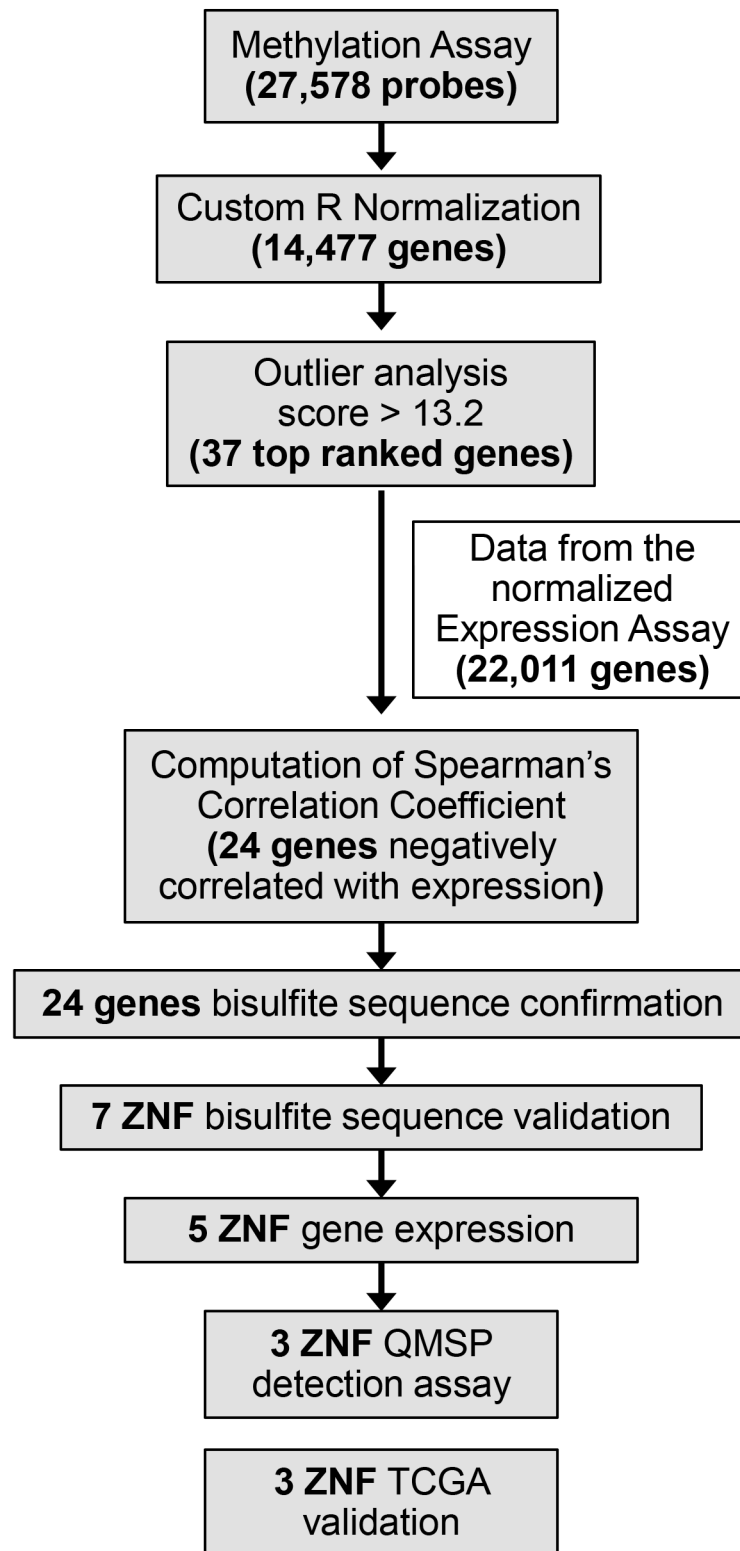 Methylation Assay
(27,578 probes)
Custom R Normalization
(14,477 genes)
Outlier analysis
score > 13.2
(37 top ranked genes)
Data from the
normalized
Expression Assay
(22,011 genes)
Computation of Spearman’s
Correlation Coefficient
(24 genes negatively
correlated with expression)
24 genes bisulfite sequence confirmation
7 ZNF bisulfite sequence validation
5 ZNF gene expression
3 ZNF QMSP
detection assay
3 ZNF TCGA
validation